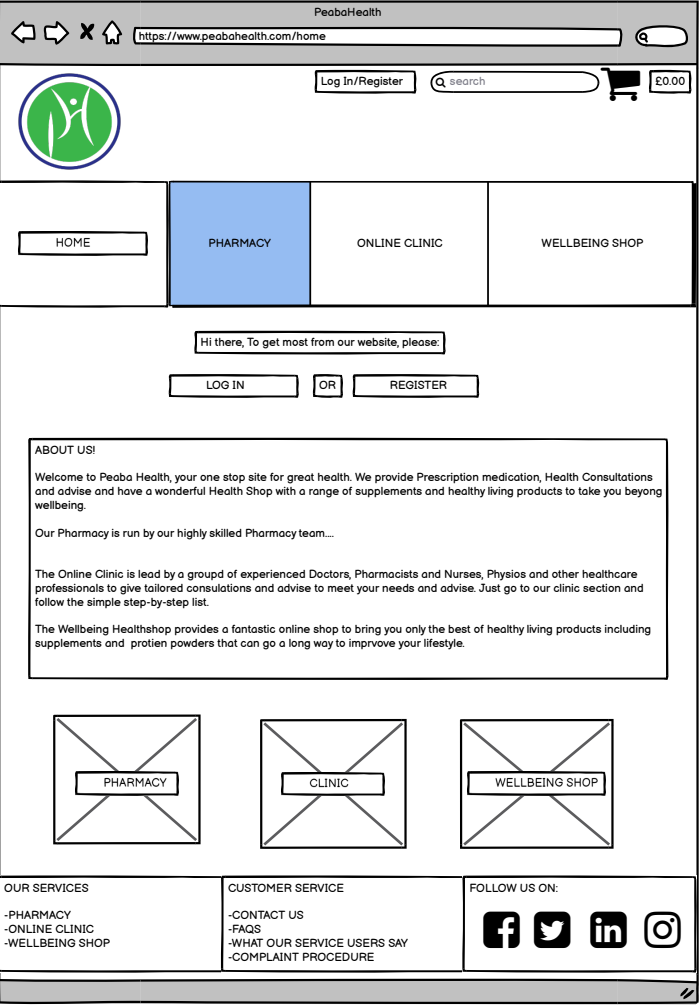 PeabaHealth
https://www.peabahealth.com/home
Log In/Register
search
£0.00
HOME
PHARMACY
ONLINE CLINIC
WELLBEING SHOP
Hi there, To get most from our website, please:
LOG IN
OR
REGISTER
ABOUT US!
Welcome to Peaba Health, your one stop site for great health. We provide Prescription medication, Health Consultations
and advise and have a wonderful Health Shop with a range of supplements and healthy living products to take you beyong
wellbeing.
Our Pharmacy is run by our highly skilled Pharmacy team....
The Online Clinic is lead by a groupd of experienced Doctors, Pharmacists and Nurses, Physios and other healthcare
professionals to give tailored consulations and advise to meet your needs and advise. Just go to our clinic section and
follow the simple step-by-step list.
The Wellbeing Healthshop provides a fantastic online shop to bring you only the best of healthy living products including
supplements and  protien powders that can go a long way to imprvove your lifestyle.
PHARMACY
CLINIC
WELLBEING SHOP
OUR SERVICES
-PHARMACY
-ONLINE CLINIC
-WELLBEING SHOP
CUSTOMER SERVICE
-CONTACT US
-FAQS
-WHAT OUR SERVICE USERS SAY
-COMPLAINT PROCEDURE
FOLLOW US ON: